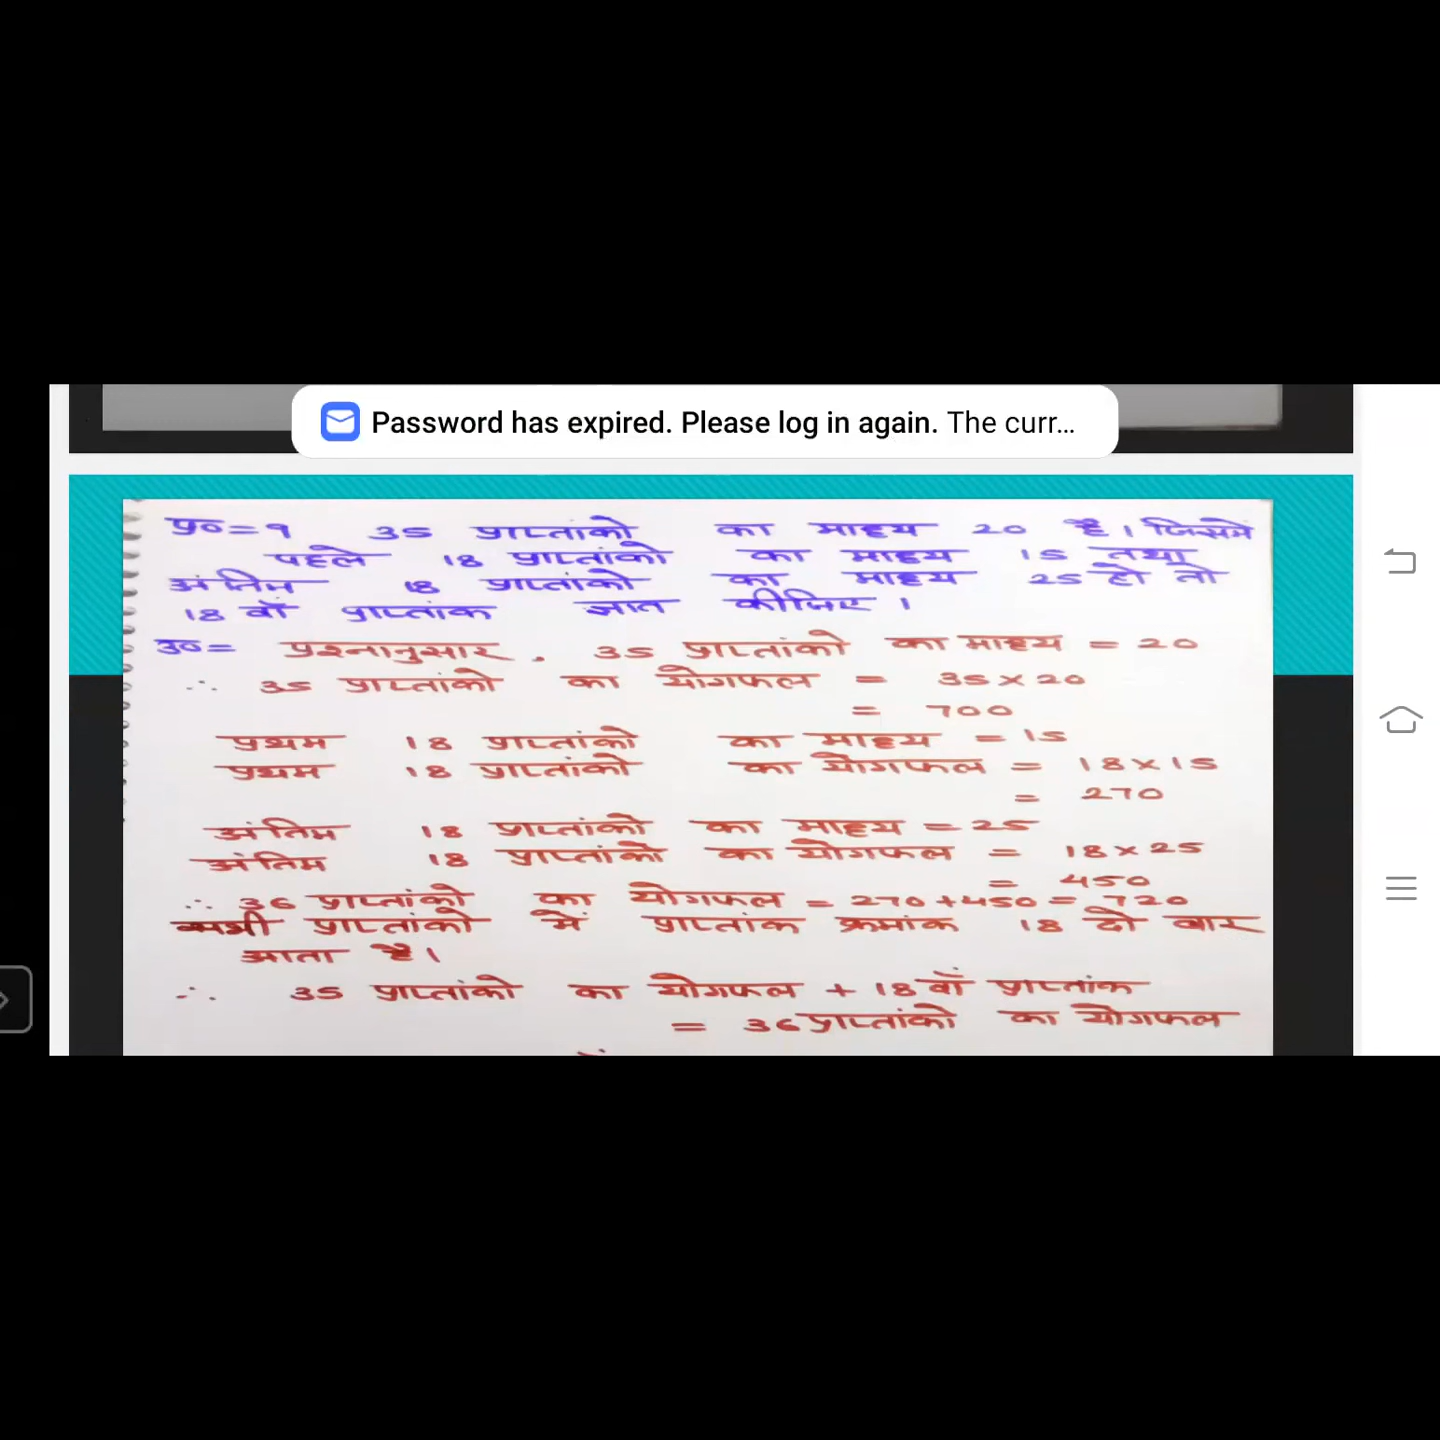 Password has expired. Please log in again. The curr...
प्र०=१ 35 प्राप्तांको का माध्य 20 है। जिसमे
पहले 18 प्राप्तांको का माध्य 15 तथा
अंतिम 18 प्राप्तांको का माध्य 25 हो तो
18 वाँ प्राप्तांक ज्ञात कीजिए।
उ०= प्रश्नानुसार, 35 प्राप्तांको का माध्य = 20
∴ 35 प्राप्तांको का योगफल = 35 × 20
= 700
प्रथम 18 प्राप्तांको का माध्य = 15
प्रथम 18 प्राप्तांको का योगफल = 18 × 15
= 270
अंतिम 18 प्राप्तांको का माध्य = 25
अंतिम 18 प्राप्तांको का योगफल = 18 × 25
= 450
∴ 36 प्राप्तांको का योगफल = 270 + 450 = 720
सभी प्राप्तांको में प्राप्तांक क्रमांक 18 दो बार
आता है।
∴ 35 प्राप्तांको का योगफल + 18 वाँ प्राप्तांक
= 36 प्राप्तांको का योगफल